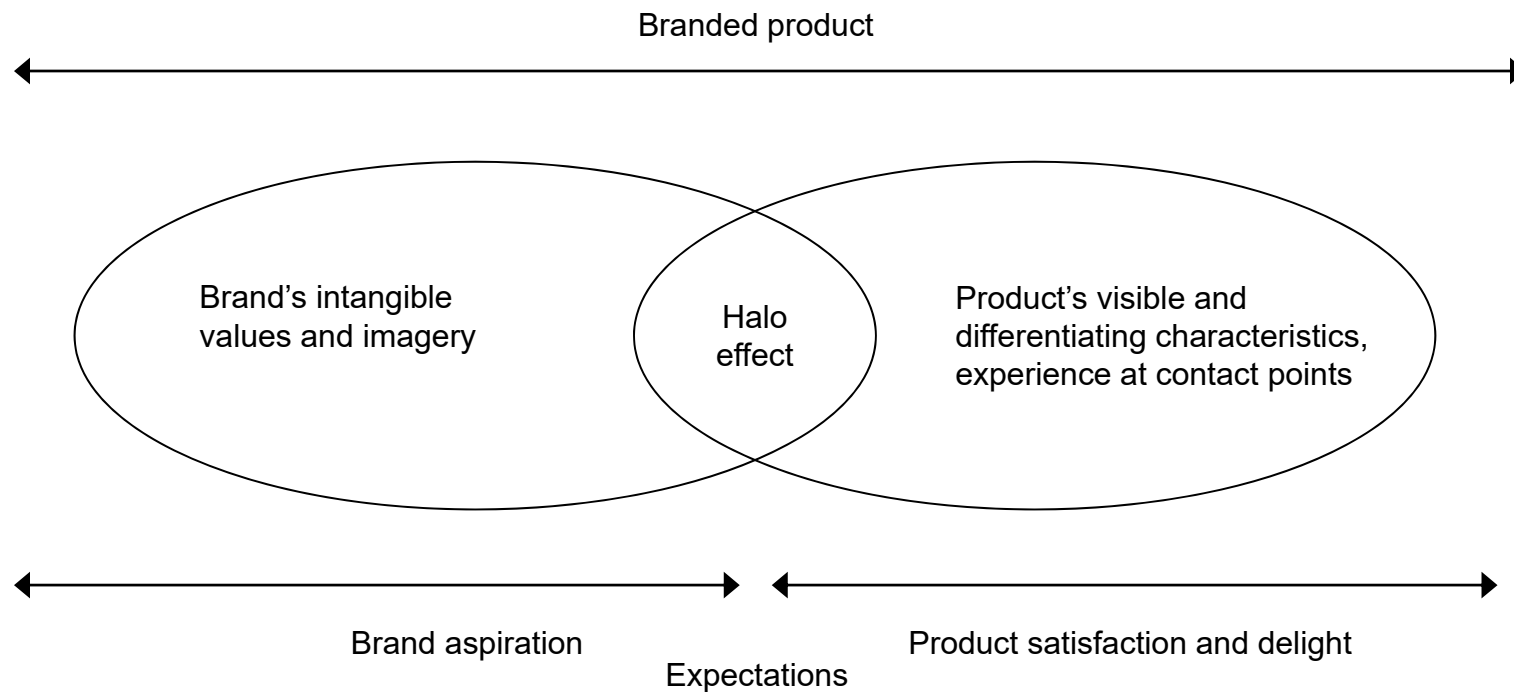 Branded product
Brand’s intangible
values and imagery
Halo
effect
Product’s visible and
differentiating characteristics,
experience at contact points
Brand aspiration
Product satisfaction and delight
Expectations